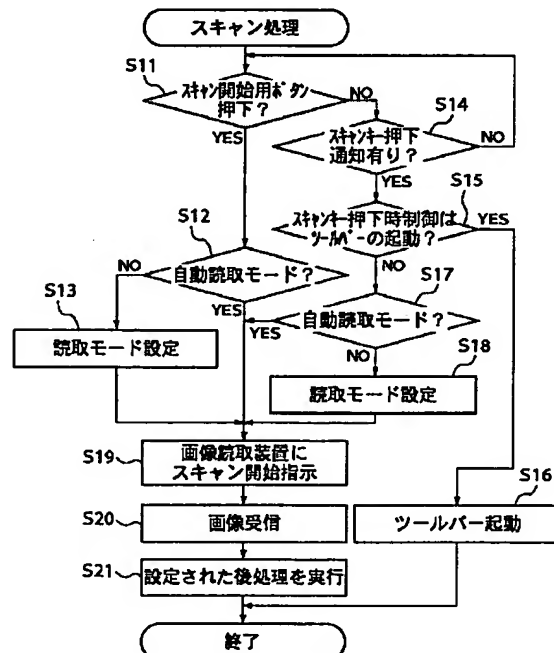 スキャン処理
S11
スキャン開始用ボタン
押下?
NO
S14
YES
スキャンキー押下
通知有り?
NO
YES
S15
S12
スキャンキー押下時制御は
ツールバーの起動?
YES
NO
自動読取モード?
NO
S17
S13
YES
YES
自動読取モード?
読取モード設定
NO
S18
読取モード設定
S19
画像読取装置に
スキャン開始指示
S16
S20
画像受信
ツールバー起動
S21
設定された後処理を実行
終了